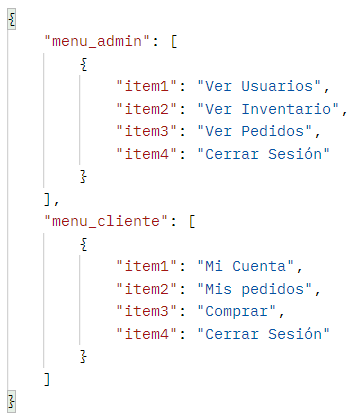 {
    "menu_admin": [
        {
            "item1": "Ver Usuarios",
            "item2": "Ver Inventario",
            "item3": "Ver Pedidos",
            "item4": "Cerrar Sesión"
        }
    ],
    "menu_cliente": [
        {
            "item1": "Mi Cuenta",
            "item2": "Mis pedidos",
            "item3": "Comprar",
            "item4": "Cerrar Sesión"
        }
    ]
}